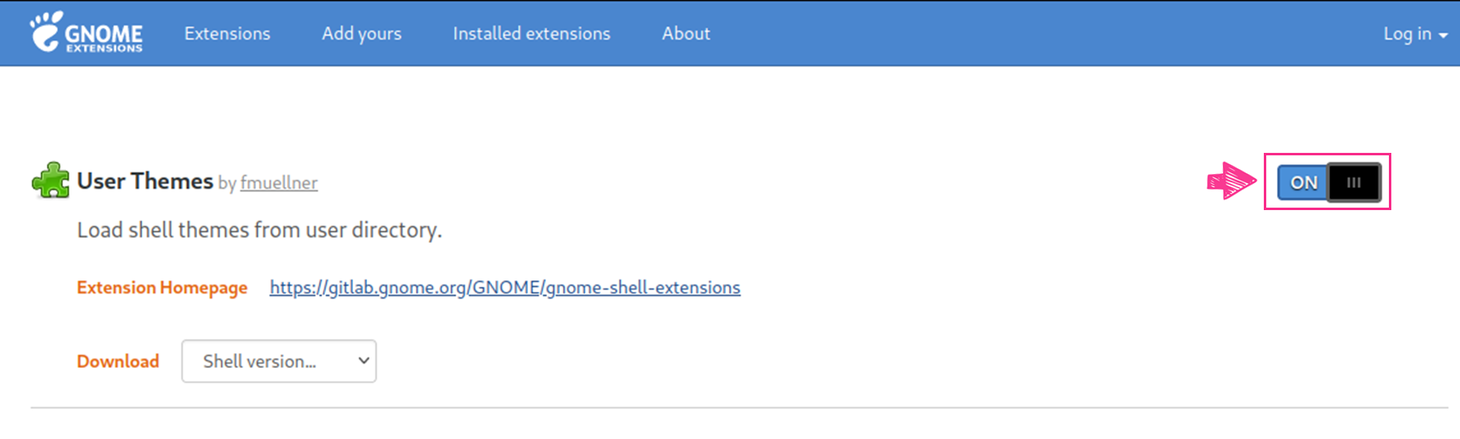 GNOME EXTENSIONS Extensions Add yours Installed extensions About Log in
User Themes by fmuellner ON
Load shell themes from user directory.
Extension Homepage https://gitlab.gnome.org/GNOME/gnome-shell-extensions
Download Shell version...